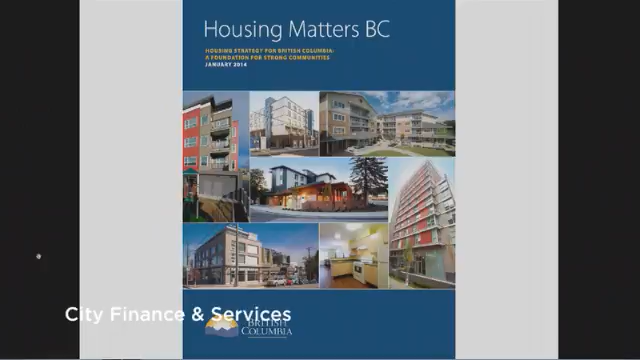 Housing Matters BC
HOUSING STRATEGY FOR BRITISH COLUMBIA:
A FOUNDATION FOR STRONG COMMUNITIES
JANUARY 2014
City Finance & Services
BRITISH
COLUMBIA